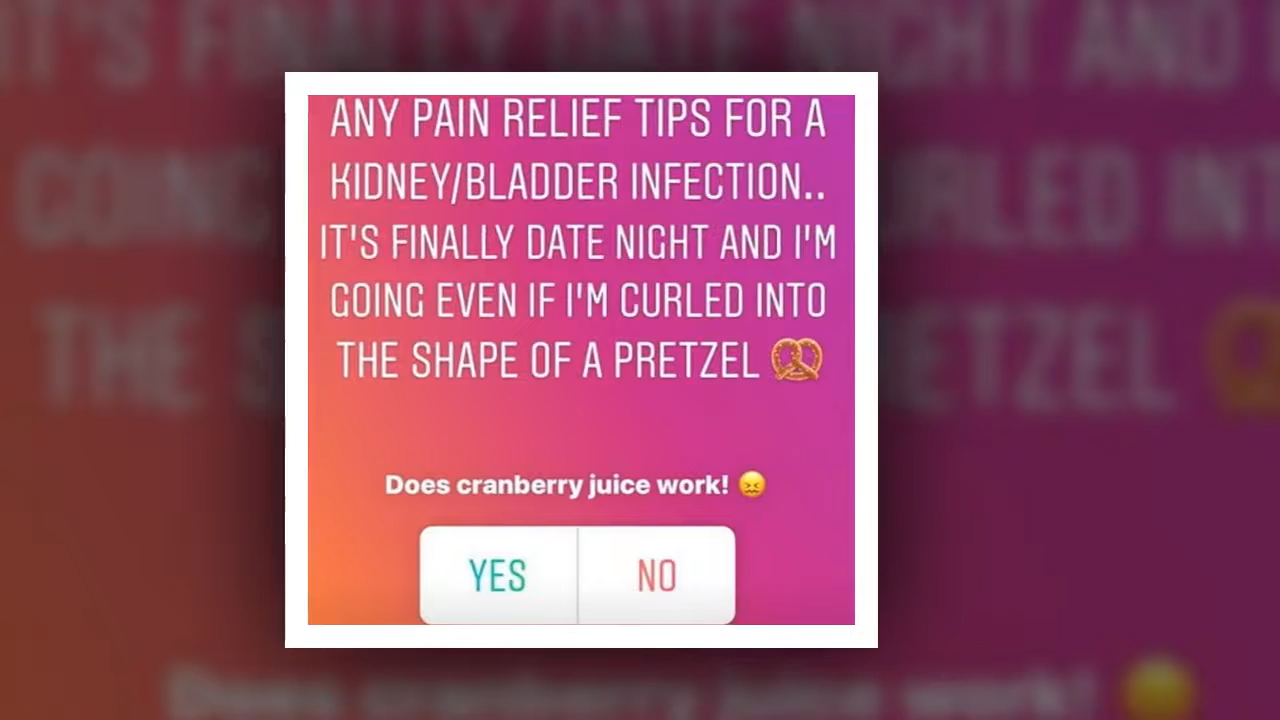 ANY PAIN RELIEF TIPS FOR A
KIDNEY/BLADDER INFECTION..
IT'S FINALLY DATE NIGHT AND I'M
GOING EVEN IF I'M CURLED INTO
THE SHAPE OF A PRETZEL 🥨
Does cranberry juice work! 😖
YES NO